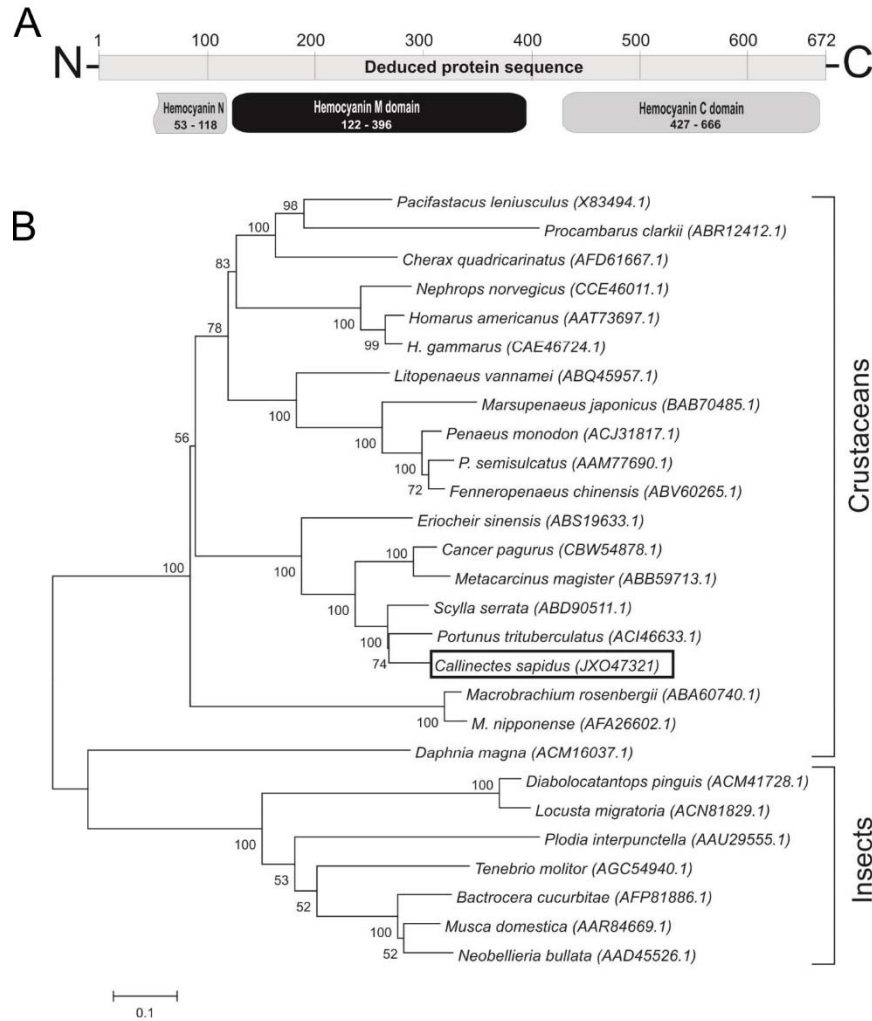 A
1 100 200 300 400 500 600 672
N Deduced protein sequence C
Hemocyanin N
53 - 118
Hemocyanin M domain
122 - 396
Hemocyanin C domain
427 - 666
B
98 Pacifastacus leniusculus (X83494.1)
100 Procambarus clarkii (ABR12412.1)
83 Cherax quadricarinatus (AFD61667.1)
Nephrops norvegicus (CCE46011.1)
100 Homarus americanus (AAT73697.1)
78 99 H. gammarus (CAE46724.1)
Litopenaeus vannamei (ABQ45957.1)
100 Marsupenaeus japonicus (BAB70485.1)
100 Penaeus monodon (ACJ31817.1)
56 100 P. semisulcatus (AAM77690.1)
72 Fenneropenaeus chinensis (ABV60265.1)
Eriocheir sinensis (ABS19633.1)
100 100 100 Cancer pagurus (CBW54878.1)
Metacarcinus magister (ABB59713.1)
100 Scylla serrata (ABD90511.1)
100 Portunus trituberculatus (ACI46633.1)
74 Callinectes sapidus (JXO47321)
Macrobrachium rosenbergii (ABA60740.1)
100 M. nipponense (AFA26602.1)
Daphnia magna (ACM16037.1)
Crustaceans
100 Diabolocatantops pinguis (ACM41728.1)
Locusta migratoria (ACN81829.1)
100 Plodia interpunctella (AAU29555.1)
53 Tenebrio molitor (AGC54940.1)
52 Bactrocera cucurbitae (AFP81886.1)
100 Musca domestica (AAR84669.1)
52 Neobellieria bullata (AAD45526.1)
Insects
0.1